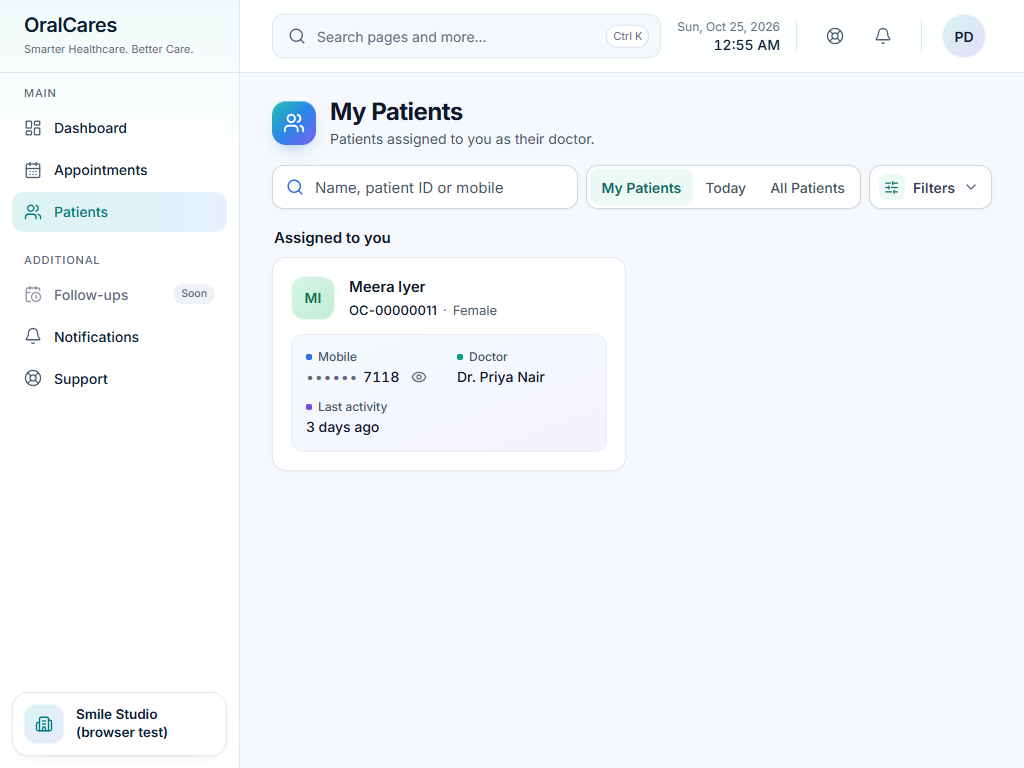 OralCares
Smarter Healthcare. Better Care.
Search pages and more...
Ctrl K
Sun, Oct 25, 2026
12:55 AM
PD
MAIN
Dashboard
Appointments
Patients
ADDITIONAL
Follow-ups
Soon
Notifications
Support
Smile Studio
(browser test)
My Patients
Patients assigned to you as their doctor.
Name, patient ID or mobile
My Patients
Today
All Patients
Filters
Assigned to you
MI
Meera Iyer
OC-00000011 · Female
Mobile
•••••• 7118
Doctor
Dr. Priya Nair
Last activity
3 days ago